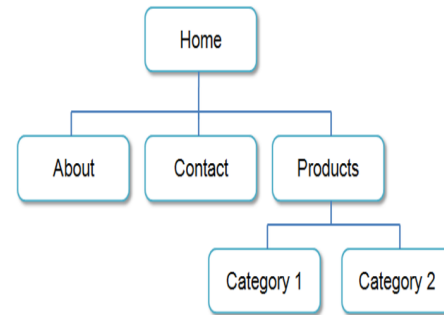 Home
About
Contact
Products
Category 1
Category 2